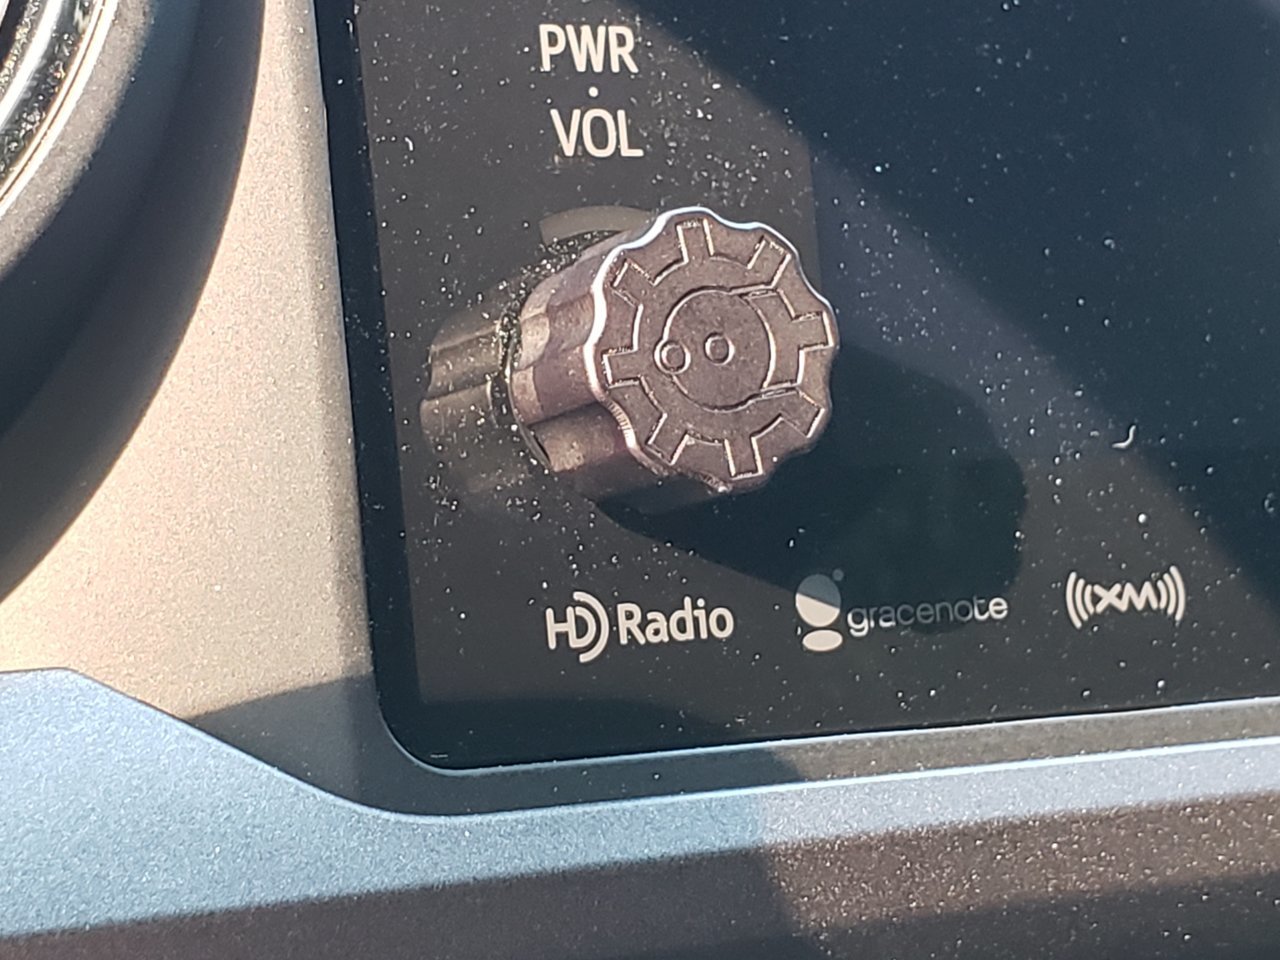 PWR
VOL
HD Radio
gracenote
((XM))